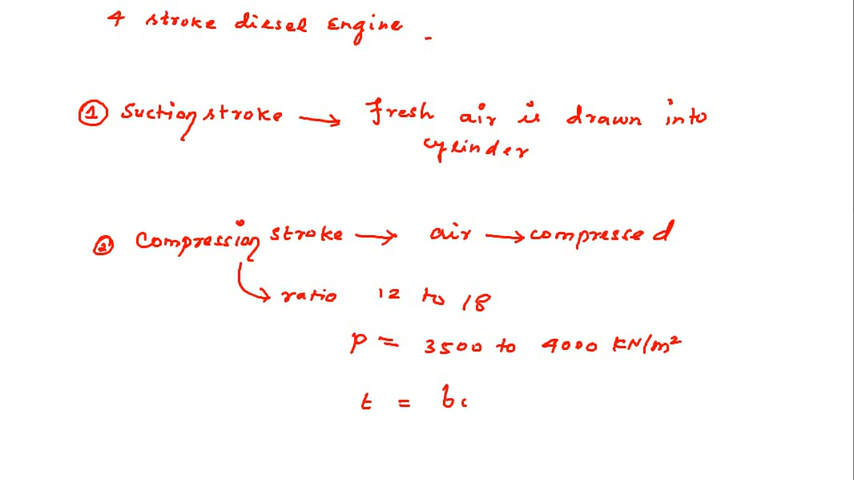 4 stroke diesel Engine.
① Suction stroke → fresh air is drawn into
cylinder
② Compression stroke → air → compressed
→ ratio 12 to 18
P = 3500 to 4000 KN/m²
t =